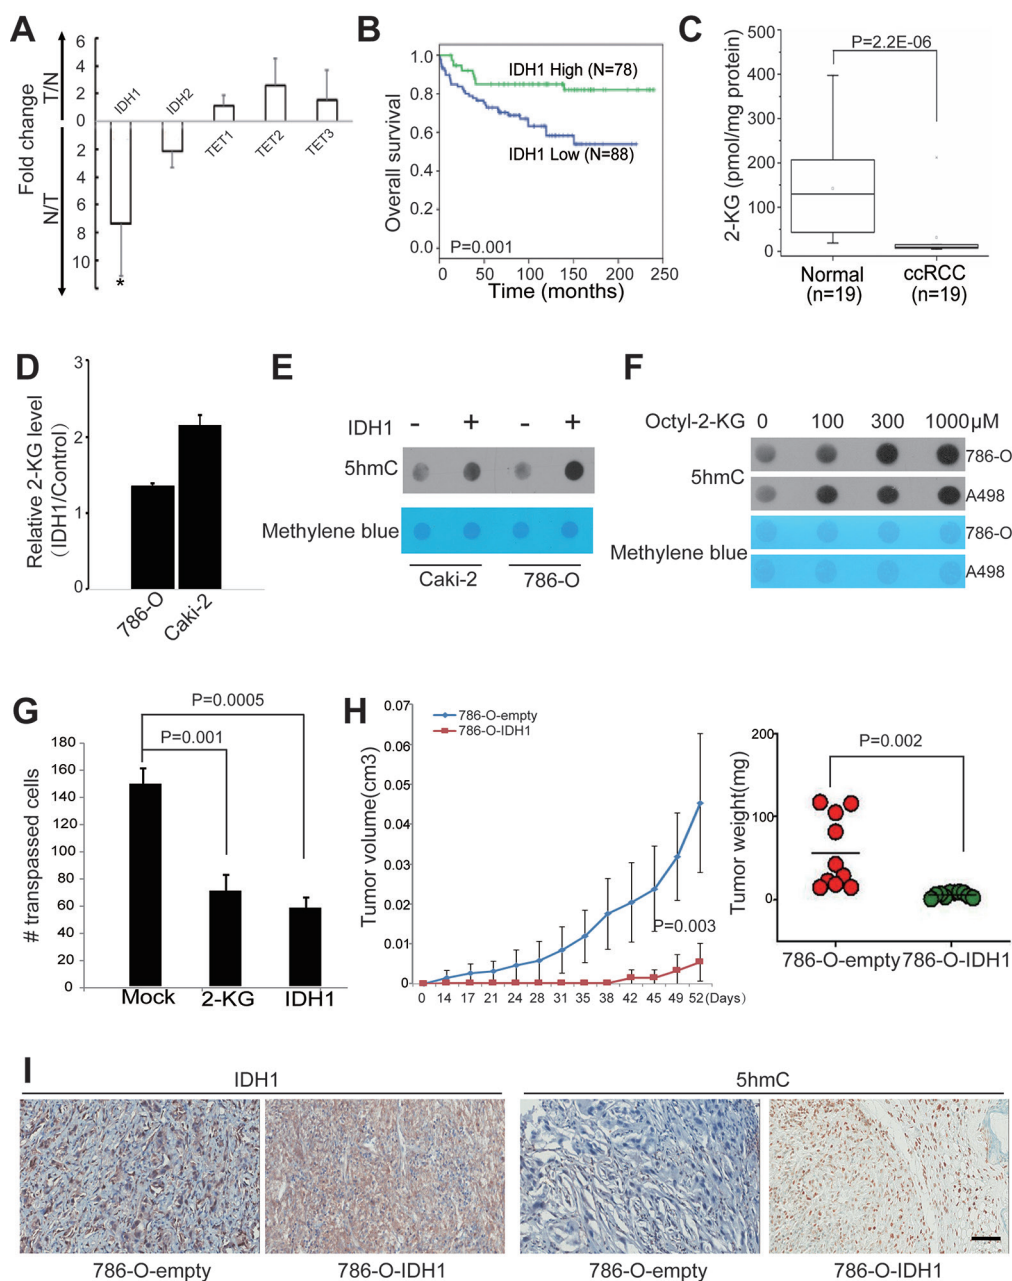 A
Fold change
T/N
N/T
6
4
2
0
2
4
6
8
10
IDH1
IDH2
TET1
TET2
TET3
*
B
Overall survival
1.0
0.8
0.6
0.4
0.2
0.0
IDH1 High (N=78)
IDH1 Low (N=88)
P=0.001
0 50 100 150 200 250
Time (months)
C
2-KG (pmol/mg protein)
500
400
300
200
100
0
P=2.2E-06
Normal
(n=19)
ccRCC
(n=19)
D
Relative 2-KG level
(IDH1/Control)
3
2
1
0
786-O
Caki-2
E
IDH1 - + - +
5hmC
Methylene blue
Caki-2 786-O
F
Octyl-2-KG 0 100 300 1000μM
5hmC
786-O
A498
Methylene blue
786-O
A498
G
# transpassed cells
180
160
140
120
100
80
60
40
20
0
P=0.0005
P=0.001
Mock 2-KG IDH1
H
Tumor volume(cm3)
0.07
0.06
0.05
0.04
0.03
0.02
0.01
0
786-O-empty
786-O-IDH1
P=0.003
0 14 17 21 24 28 31 35 38 42 45 49 52 (Days)
Tumor weight(mg)
200
100
0
P=0.002
786-O-empty 786-O-IDH1
I
IDH1 5hmC
786-O-empty 786-O-IDH1 786-O-empty 786-O-IDH1